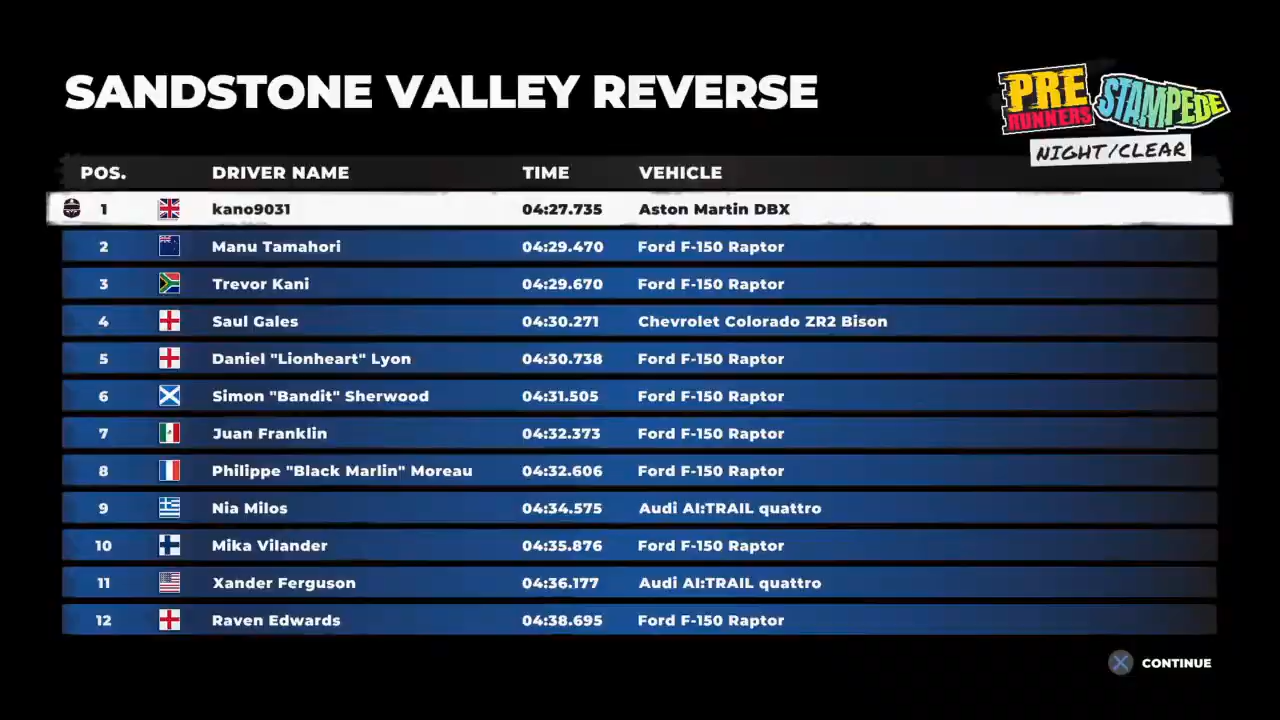 SANDSTONE VALLEY REVERSE
PRE RUNNERS STAMPEDE
NIGHT/CLEAR
POS. DRIVER NAME TIME VEHICLE
1 kano9031 04:27.735 Aston Martin DBX
2 Manu Tamahori 04:29.470 Ford F-150 Raptor
3 Trevor Kani 04:29.670 Ford F-150 Raptor
4 Saul Gales 04:30.271 Chevrolet Colorado ZR2 Bison
5 Daniel "Lionheart" Lyon 04:30.738 Ford F-150 Raptor
6 Simon "Bandit" Sherwood 04:31.505 Ford F-150 Raptor
7 Juan Franklin 04:32.373 Ford F-150 Raptor
8 Philippe "Black Marlin" Moreau 04:32.606 Ford F-150 Raptor
9 Nia Milos 04:34.575 Audi AI:TRAIL quattro
10 Mika Vilander 04:35.876 Ford F-150 Raptor
11 Xander Ferguson 04:36.177 Audi AI:TRAIL quattro
12 Raven Edwards 04:38.695 Ford F-150 Raptor
CONTINUE